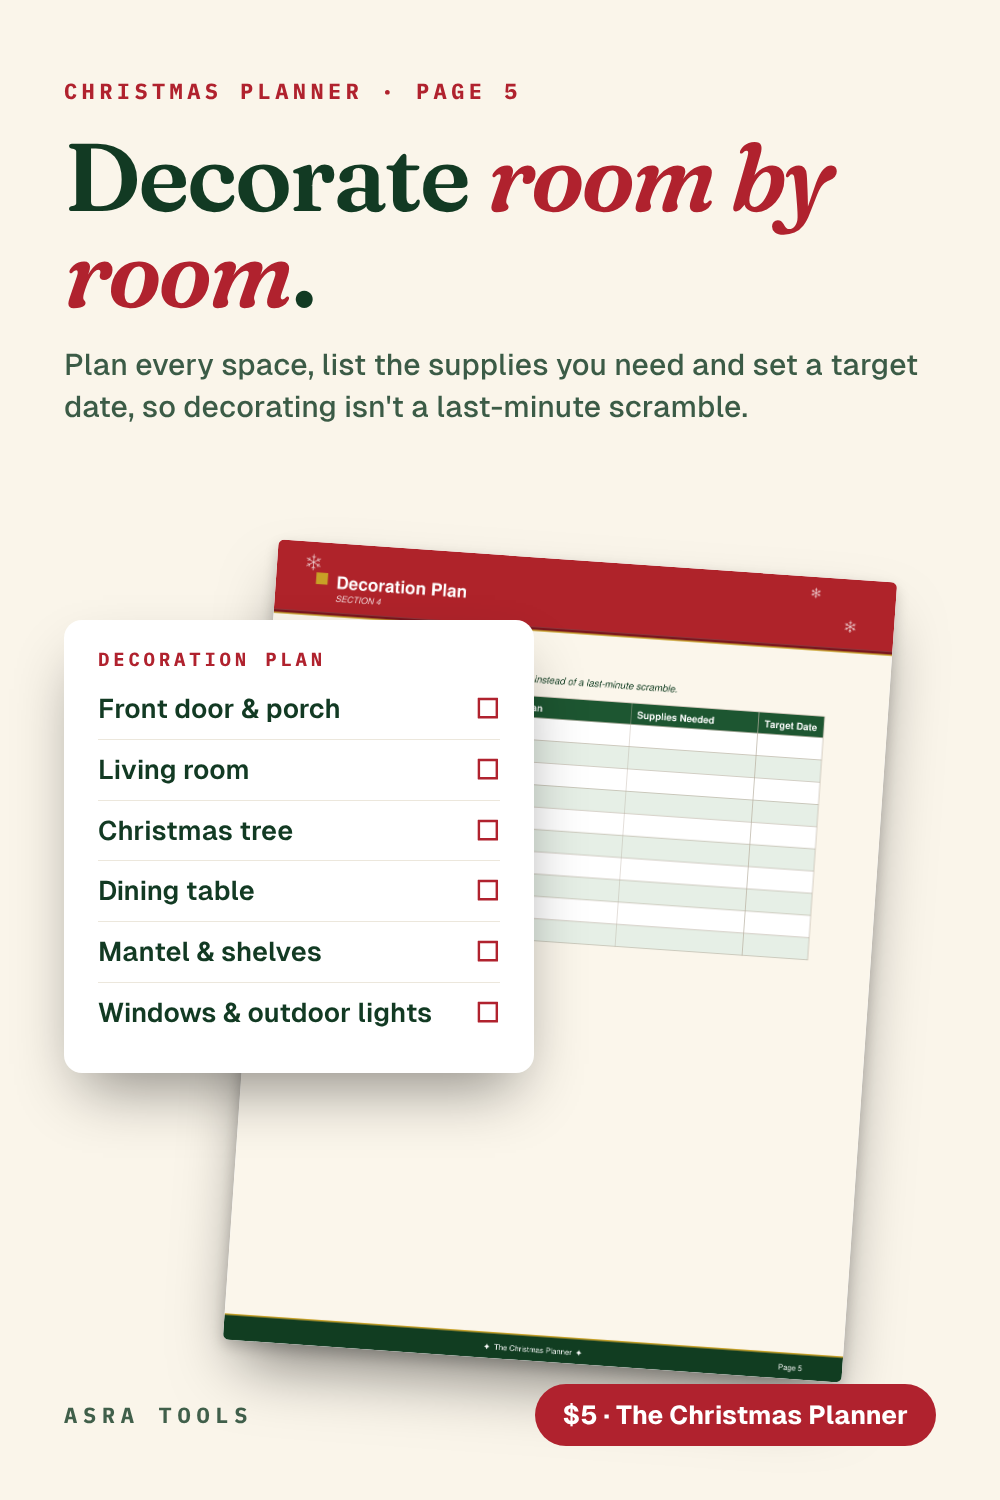 CHRISTMAS PLANNER · PAGE 5
Decorate room by
room.
Plan every space, list the supplies you need and set a target
date, so decorating isn't a last-minute scramble.
Decoration Plan
SECTION 4
instead of a last-minute scramble.
Supplies Needed
Target Date
DECORATION PLAN
Front door & porch
Living room
Christmas tree
Dining table
Mantel & shelves
Windows & outdoor lights
✦ The Christmas Planner ✦
Page 5
ASRA TOOLS
$5 · The Christmas Planner